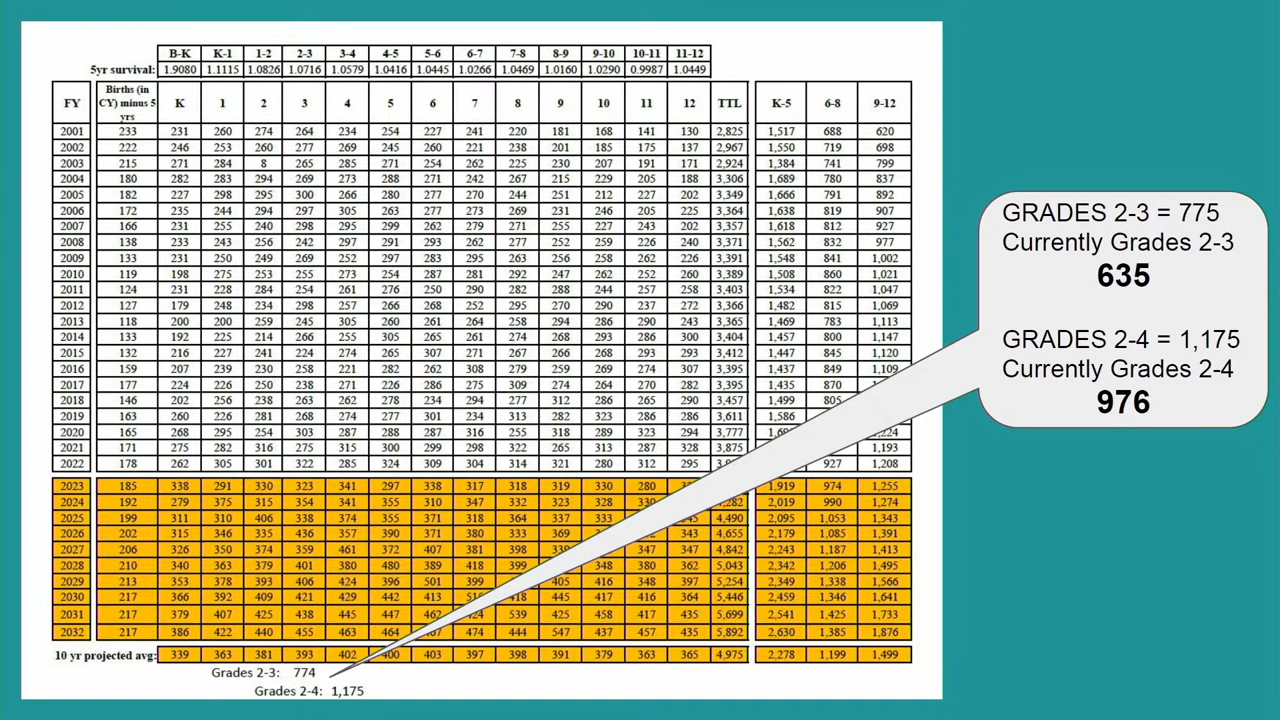 B-K K-1 1-2 2-3 3-4 4-5 5-6 6-7 7-8 8-9 9-10 10-11 11-12
5yr survival: 1.9080 1.1115 1.0826 1.0716 1.0579 1.0416 1.0445 1.0266 1.0469 1.0160 1.0290 0.9987 1.0449
FY Births (in CY) minus 5 yrs K 1 2 3 4 5 6 7 8 9 10 11 12 TTL K-5 6-8 9-12
2001 233 231 260 274 264 234 254 227 241 220 181 168 141 130 2,825 1,517 688 620
2002 222 246 253 260 277 269 245 260 221 238 201 185 175 137 2,967 1,550 719 698
2003 215 271 284 8 265 285 271 254 262 225 230 207 191 171 2,924 1,384 741 799
2004 180 282 283 294 269 273 288 271 242 267 215 229 205 188 3,306 1,689 780 837
2005 182 227 298 295 300 266 280 277 270 244 251 212 227 202 3,349 1,666 791 892
2006 172 235 244 294 297 305 263 277 273 269 231 246 205 225 3,364 1,638 819 907
2007 166 231 255 240 298 295 299 262 279 271 255 227 243 202 3,357 1,618 812 927
2008 138 233 243 256 242 297 291 293 262 277 252 259 226 240 3,371 1,562 832 977
2009 133 231 250 249 269 252 297 283 295 263 256 258 262 226 3,391 1,548 841 1,002
2010 119 198 275 253 255 273 254 287 281 292 247 262 252 260 3,389 1,508 860 1,021
2011 124 231 228 284 254 261 276 250 290 282 288 244 257 258 3,403 1,534 822 1,047
2012 127 179 248 234 298 257 266 268 252 295 270 290 237 272 3,366 1,482 815 1,069
2013 118 200 200 259 245 305 260 261 264 258 294 286 290 243 3,365 1,469 783 1,113
2014 133 192 225 214 266 255 305 264 262 274 268 293 286 300 3,404 1,457 800 1,147
2015 132 216 227 241 224 274 265 307 271 267 266 268 293 293 3,412 1,447 845 1,120
2016 159 207 239 230 258 221 282 262 308 279 259 269 274 307 3,395 1,437 849 1,109
2017 177 224 226 250 238 271 226 286 275 309 274 264 270 282 3,395 1,435 870
2018 146 202 256 238 263 262 278 234 294 277 312 286 265 290 3,457 1,499 805
2019 163 260 226 281 268 274 277 301 234 313 282 323 286 286 3,611 1,586
2020 165 268 295 254 303 287 288 287 316 255 318 289 323 294 3,777
2021 171 275 282 316 275 315 300 299 298 322 265 313 287 328 3,875 1,193
2022 178 262 305 301 322 285 324 309 304 314 321 280 312 295 927 1,208
2023 185 338 291 330 323 341 297 338 317 318 319 330 280 1,919 974 1,255
2024 192 279 375 315 354 341 355 310 347 332 323 328 2,019 990 1,274
2025 199 311 310 406 338 374 355 371 318 364 337 333 4,490 2,095 1,053 1,343
2026 202 315 346 335 436 357 390 371 380 333 369 342 343 4,655 2,179 1,085 1,391
2027 206 326 350 374 359 461 372 407 381 398 347 347 4,842 2,243 1,187 1,413
2028 210 340 363 379 401 380 480 389 418 399 348 380 362 5,043 2,342 1,206 1,495
2029 213 353 378 393 406 424 396 501 399 405 416 348 397 5,254 2,349 1,338 1,566
2030 217 366 392 409 421 429 442 413 418 445 417 416 364 5,446 2,459 1,346 1,641
2031 217 379 407 425 438 445 447 462 539 425 458 417 435 5,699 2,541 1,425 1,733
2032 217 386 422 440 455 463 464 474 444 547 437 457 435 5,892 2,630 1,385 1,876
10 yr projected avg: 339 363 381 393 402 400 403 397 398 391 379 363 365 4,975 2,278 1,199 1,499
Grades 2-3: 774
Grades 2-4: 1,175
GRADES 2-3 = 775
Currently Grades 2-3
635
GRADES 2-4 = 1,175
Currently Grades 2-4
976